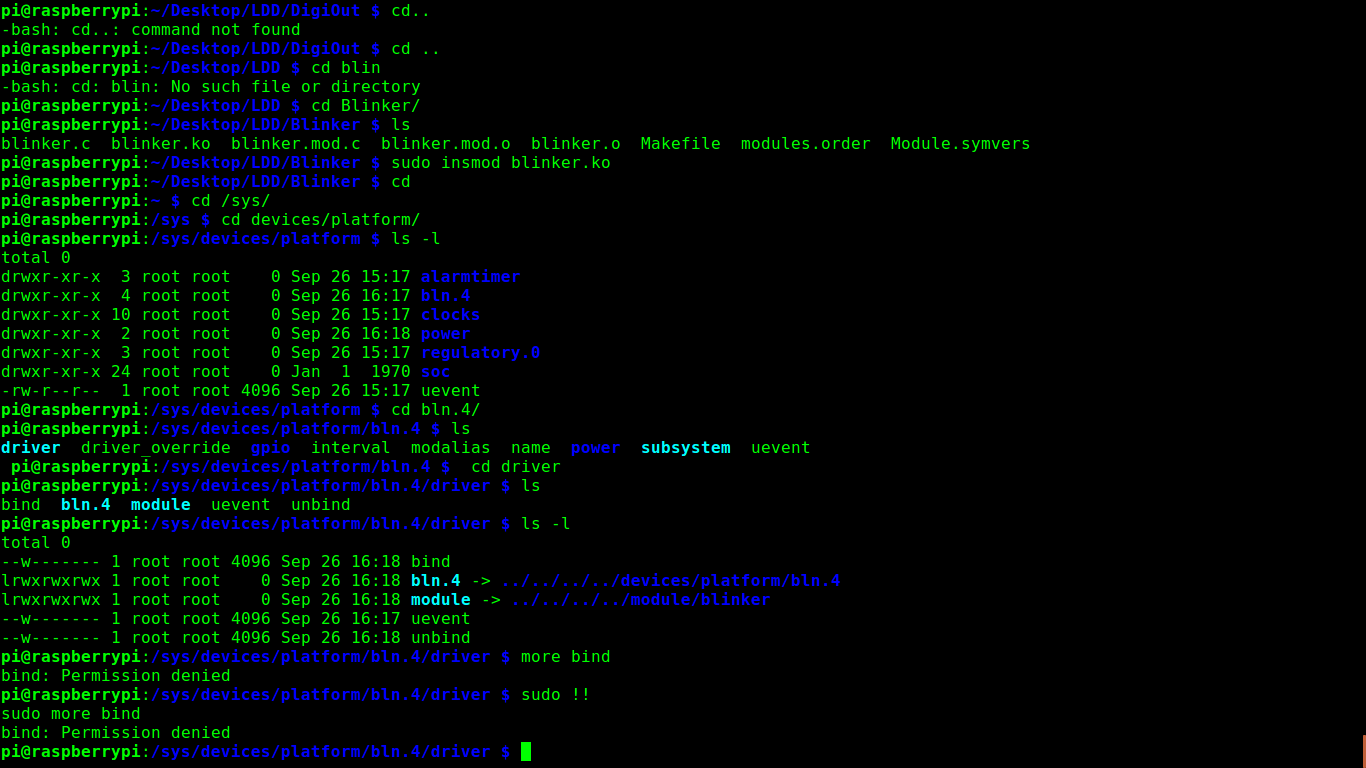 pi@raspberrypi:~/Desktop/LDD/DigiOut $ cd..
-bash: cd..: command not found
pi@raspberrypi:~/Desktop/LDD/DigiOut $ cd ..
pi@raspberrypi:~/Desktop/LDD $ cd blin
-bash: cd: blin: No such file or directory
pi@raspberrypi:~/Desktop/LDD $ cd Blinker/
pi@raspberrypi:~/Desktop/LDD/Blinker $ ls
blinker.c  blinker.ko  blinker.mod.c  blinker.mod.o  blinker.o  Makefile  modules.order  Module.symvers
pi@raspberrypi:~/Desktop/LDD/Blinker $ sudo insmod blinker.ko
pi@raspberrypi:~/Desktop/LDD/Blinker $ cd
pi@raspberrypi:~ $ cd /sys/
pi@raspberrypi:/sys $ cd devices/platform/
pi@raspberrypi:/sys/devices/platform $ ls -l
total 0
drwxr-xr-x  3 root root    0 Sep 26 15:17 alarmtimer
drwxr-xr-x  4 root root    0 Sep 26 16:17 bln.4
drwxr-xr-x 10 root root    0 Sep 26 15:17 clocks
drwxr-xr-x  2 root root    0 Sep 26 16:18 power
drwxr-xr-x  3 root root    0 Sep 26 15:17 regulatory.0
drwxr-xr-x 24 root root    0 Jan  1  1970 soc
-rw-r--r--  1 root root 4096 Sep 26 15:17 uevent
pi@raspberrypi:/sys/devices/platform $ cd bln.4/
pi@raspberrypi:/sys/devices/platform/bln.4 $ ls
driver  driver_override  gpio  interval  modalias  name  power  subsystem  uevent
pi@raspberrypi:/sys/devices/platform/bln.4 $  cd driver
pi@raspberrypi:/sys/devices/platform/bln.4/driver $ ls
bind  bln.4  module  uevent  unbind
pi@raspberrypi:/sys/devices/platform/bln.4/driver $ ls -l
total 0
--w------- 1 root root 4096 Sep 26 16:18 bind
lrwxrwxrwx 1 root root    0 Sep 26 16:18 bln.4 -> ../../../../devices/platform/bln.4
lrwxrwxrwx 1 root root    0 Sep 26 16:18 module -> ../../../../module/blinker
--w------- 1 root root 4096 Sep 26 16:17 uevent
--w------- 1 root root 4096 Sep 26 16:18 unbind
pi@raspberrypi:/sys/devices/platform/bln.4/driver $ more bind
bind: Permission denied
pi@raspberrypi:/sys/devices/platform/bln.4/driver $ sudo !!
sudo more bind
bind: Permission denied
pi@raspberrypi:/sys/devices/platform/bln.4/driver $